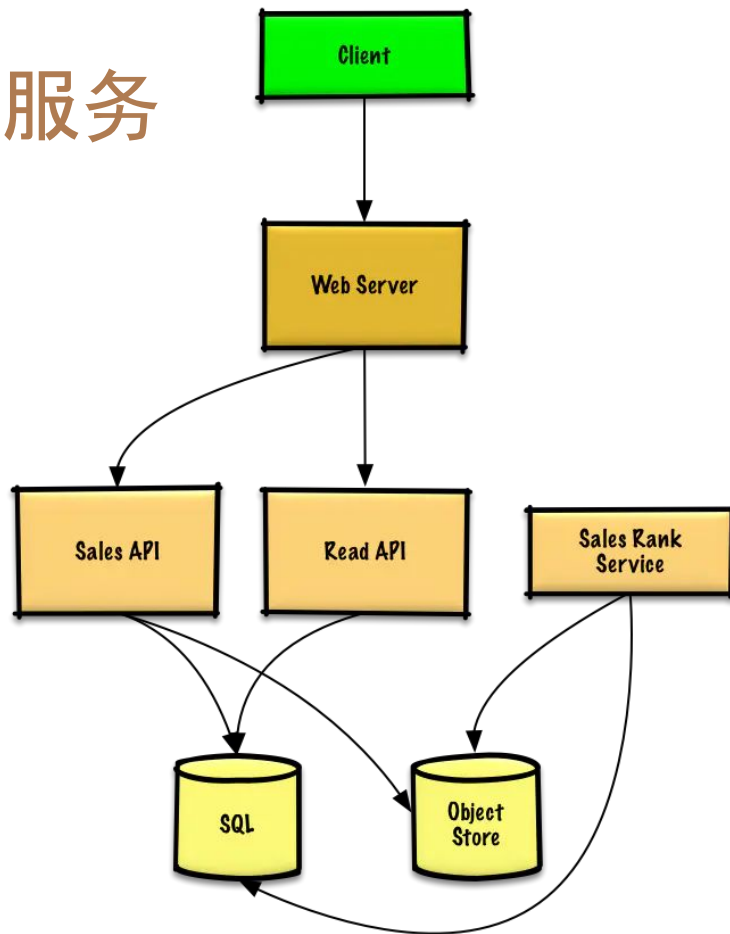 Client
服务
Web Server
Sales API
Read API
Sales Rank
Service
SQL
Object
Store